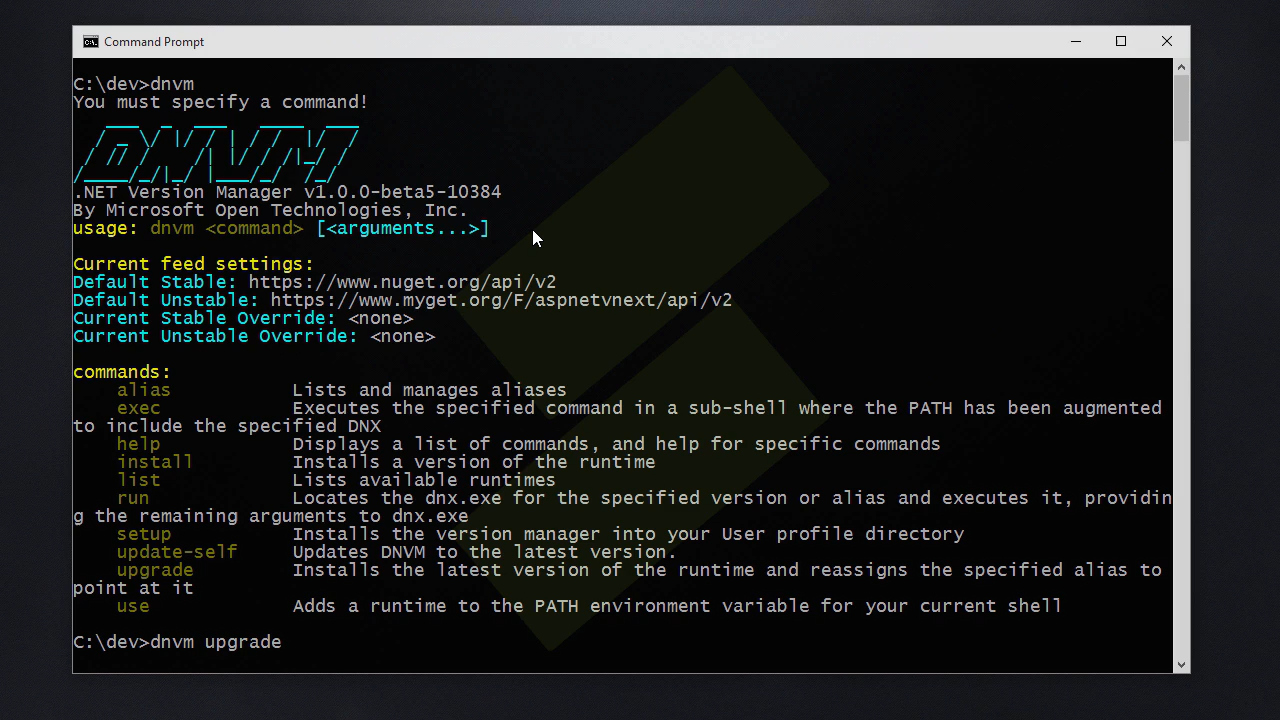 Command Prompt
C:\dev>dnvm
You must specify a command!
DNVM
.NET Version Manager v1.0.0-beta5-10384
By Microsoft Open Technologies, Inc.
usage: dnvm <command> [<arguments...>]
Current feed settings:
Default Stable: https://www.nuget.org/api/v2
Default Unstable: https://www.myget.org/F/aspnetvnext/api/v2
Current Stable Override: <none>
Current Unstable Override: <none>
commands:
alias Lists and manages aliases
exec Executes the specified command in a sub-shell where the PATH has been augmented
to include the specified DNX
help Displays a list of commands, and help for specific commands
install Installs a version of the runtime
list Lists available runtimes
run Locates the dnx.exe for the specified version or alias and executes it, providin
g the remaining arguments to dnx.exe
setup Installs the version manager into your User profile directory
update-self Updates DNVM to the latest version.
upgrade Installs the latest version of the runtime and reassigns the specified alias to
point at it
use Adds a runtime to the PATH environment variable for your current shell
C:\dev>dnvm upgrade